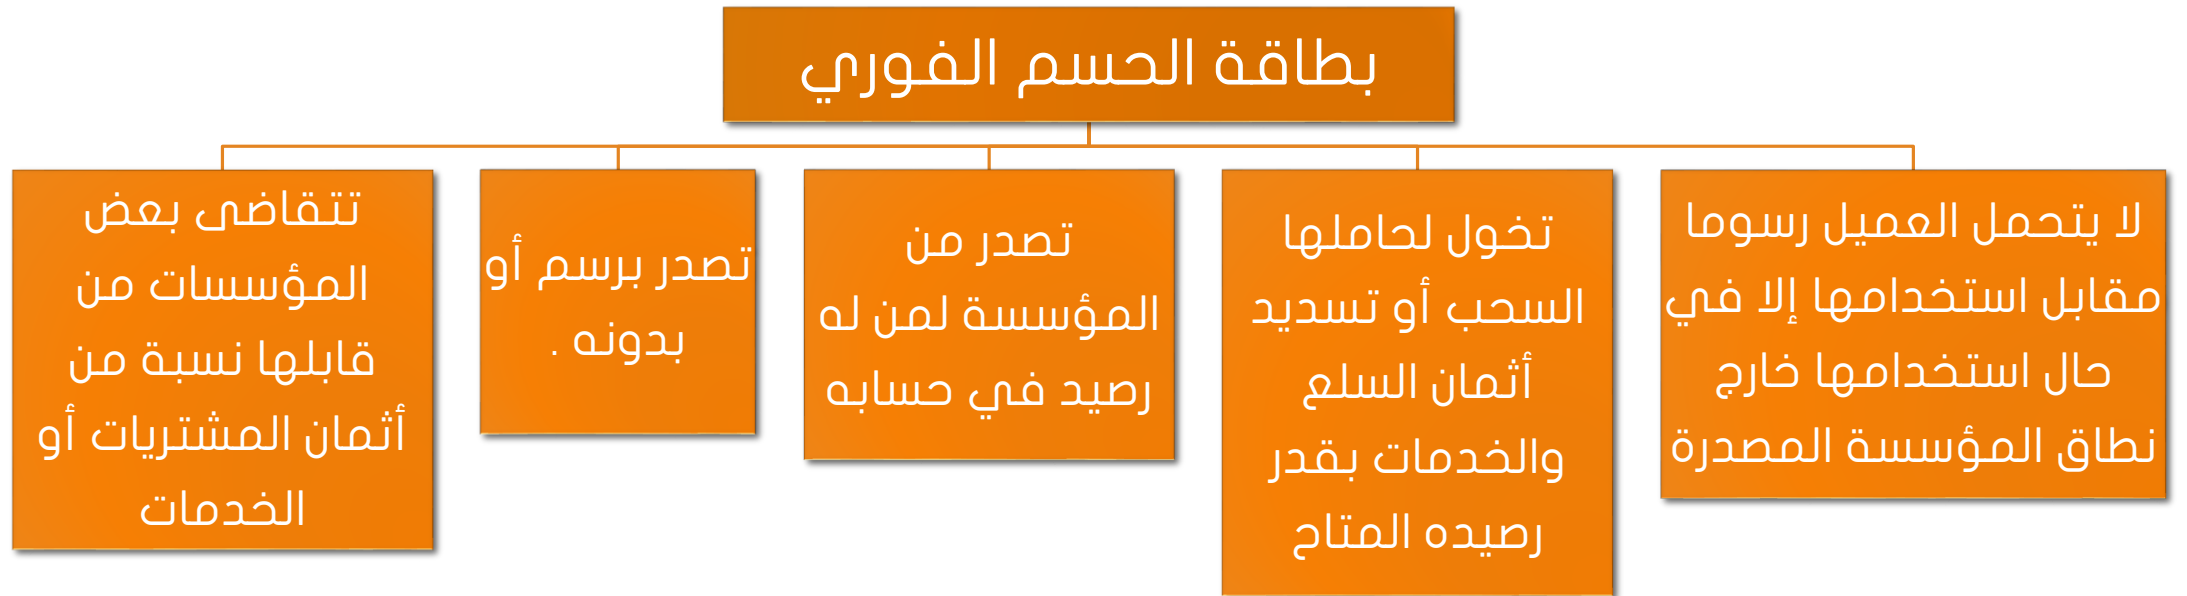 بطاقة الحسم الفوري
لا يتحمل العميل رسوما
مقابل استخدامها إلا في
حال استخدامها خارج
نطاق المؤسسة المصدرة
تخول لحاملها
السحب أو تسديد
أثمان السلع
والخدمات بقدر
رصيده المتاح
تصدر من
المؤسسة لمن له
رصيد في حسابه
تصدر برسم أو
بدونه .
تتقاضى بعض
المؤسسات من
قابلها نسبة من
أثمان المشتريات أو
الخدمات